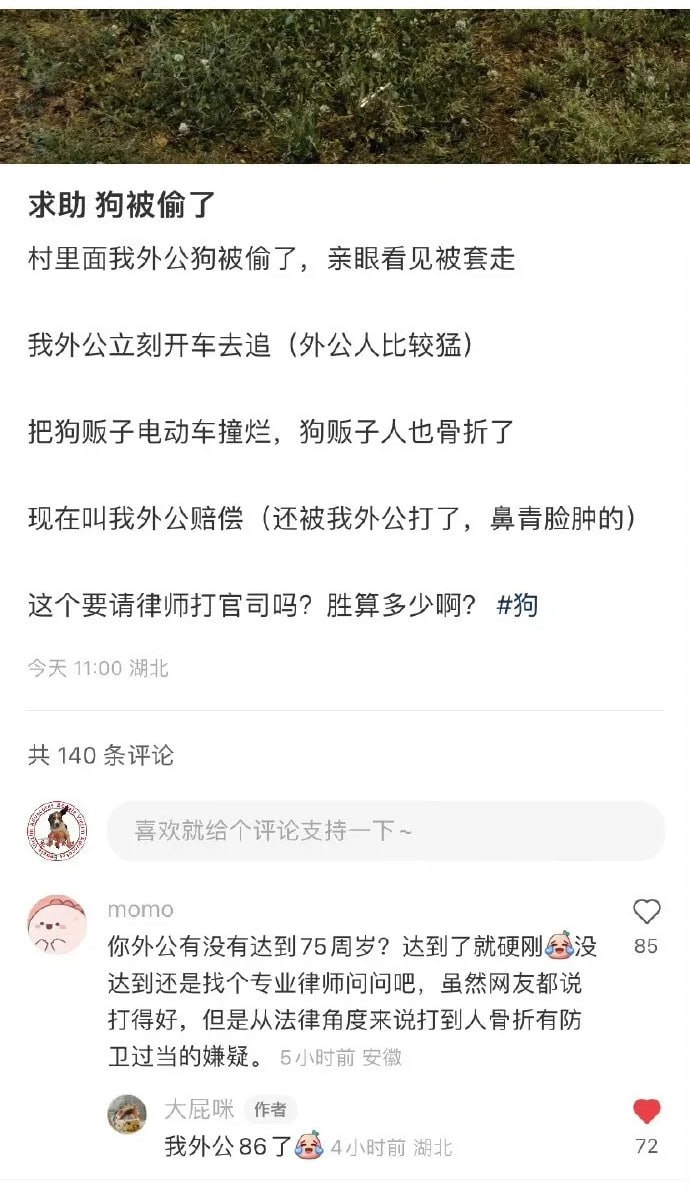 求助 狗被偷了
村里面我外公狗被偷了，亲眼看见被套走
我外公立刻开车去追（外公人比较猛）
把狗贩子电动车撞烂，狗贩子人也骨折了
现在叫我外公赔偿（还被我外公打了，鼻青脸肿的）
这个要请律师打官司吗？胜算多少啊？ #狗
今天 11:00 湖北
共 140 条评论
喜欢就给个评论支持一下~
momo
你外公有没有达到75周岁？达到了就硬刚😂没
85
达到还是找个专业律师问问吧，虽然网友都说
打得好，但是从法律角度来说打到人骨折有防
卫过当的嫌疑。 5小时前 安徽
大屁咪 作者
我外公86了😂 4小时前 湖北
72